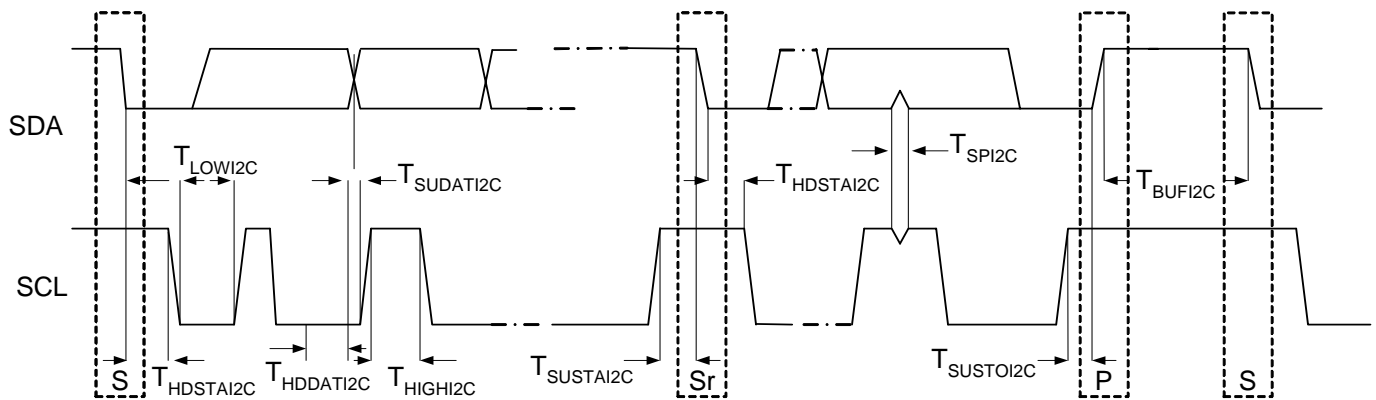 SDA
T_LOWI2C
T_SUDATI2C
T_HDSTAI2C
T_SPI2C
T_BUFI2C
SCL
S
T_HDSTAI2C
T_HDDATI2C
T_HIGHI2C
T_SUSTAI2C
Sr
T_SUSTOI2C
P
S